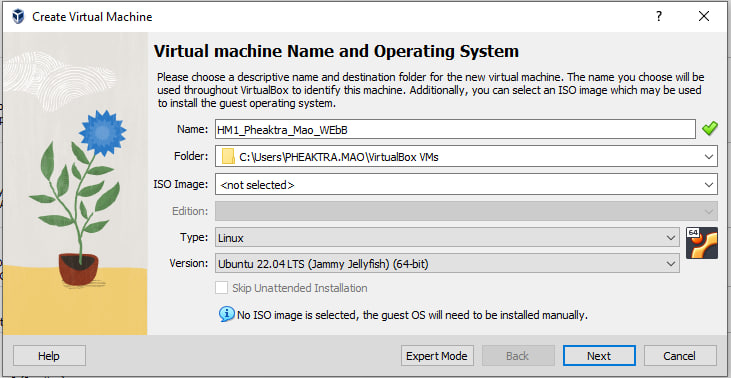 Create Virtual Machine
?
Virtual machine Name and Operating System
Please choose a descriptive name and destination folder for the new virtual machine. The name you choose will be
used throughout VirtualBox to identify this machine. Additionally, you can select an ISO image which may be used
to install the guest operating system.
Name: HM1_Pheaktra_Mao_WEbB
Folder: C:\Users\PHEAKTRA.MAO\VirtualBox VMs
ISO Image: <not selected>
Edition:
Type: Linux
64
Version: Ubuntu 22.04 LTS (Jammy Jellyfish) (64-bit)
Skip Unattended Installation
No ISO image is selected, the guest OS will need to be installed manually.
Help Expert Mode Back Next Cancel